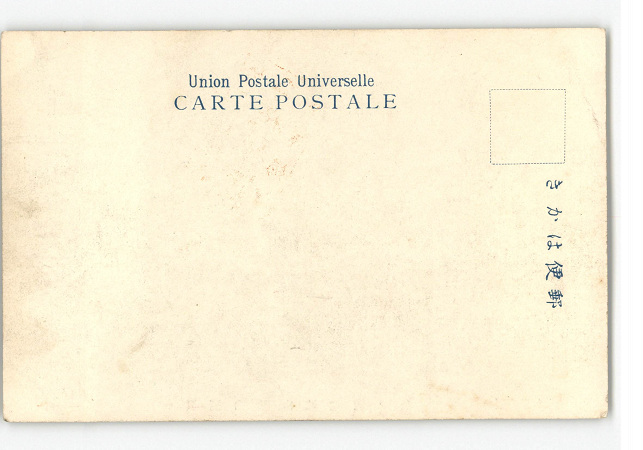 Union Postale Universelle
CARTE POSTALE
郵便はかき